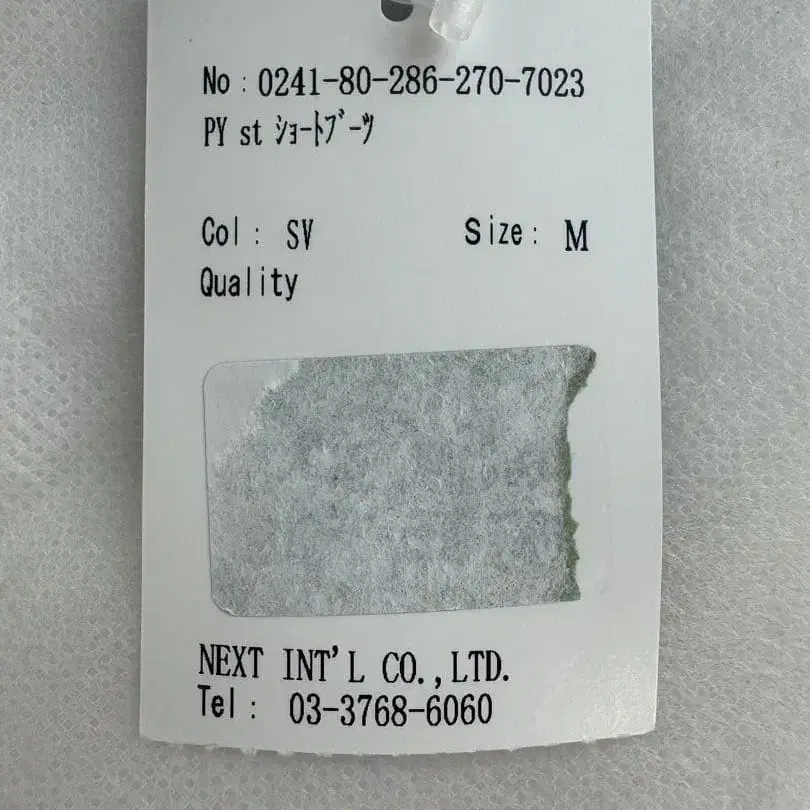 No : 0241-80-286-270-7023
PY st ｼｮｰﾄﾌﾞｰﾂ
Col : SV Size : M
Quality
NEXT INT'L CO.,LTD.
Tel : 03-3768-6060